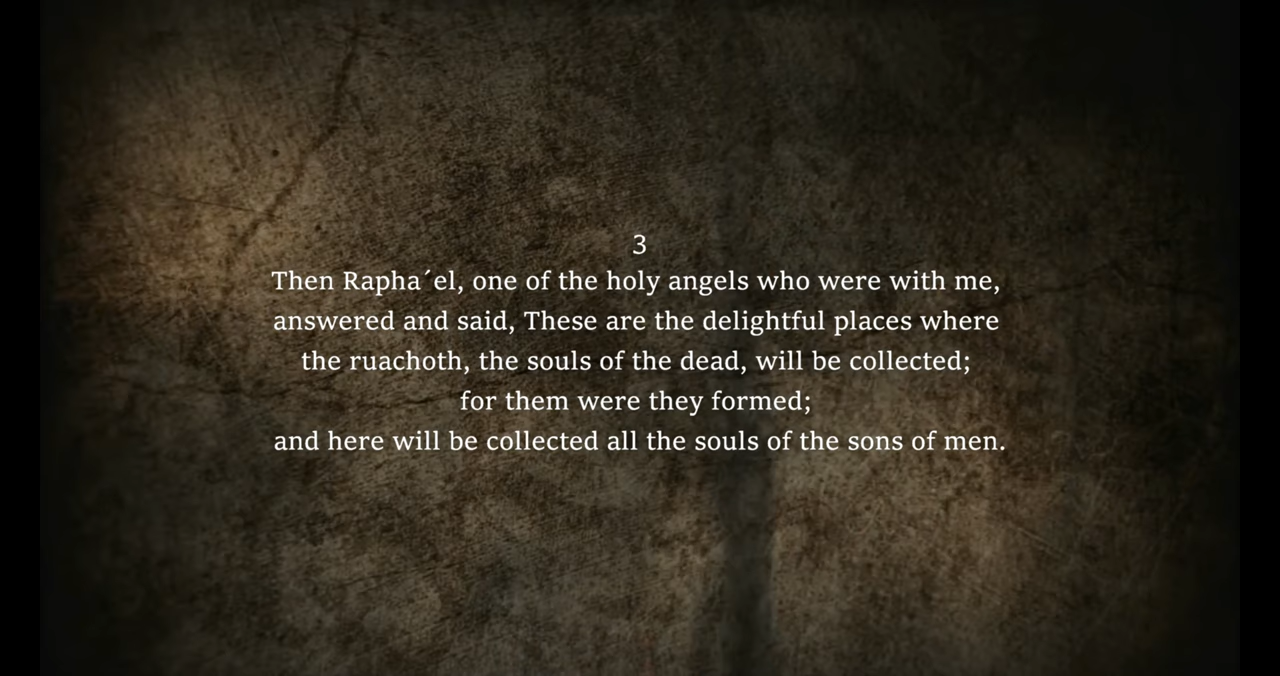 3
Then Rapha´el, one of the holy angels who were with me,
answered and said, These are the delightful places where
the ruachoth, the souls of the dead, will be collected;
for them were they formed;
and here will be collected all the souls of the sons of men.